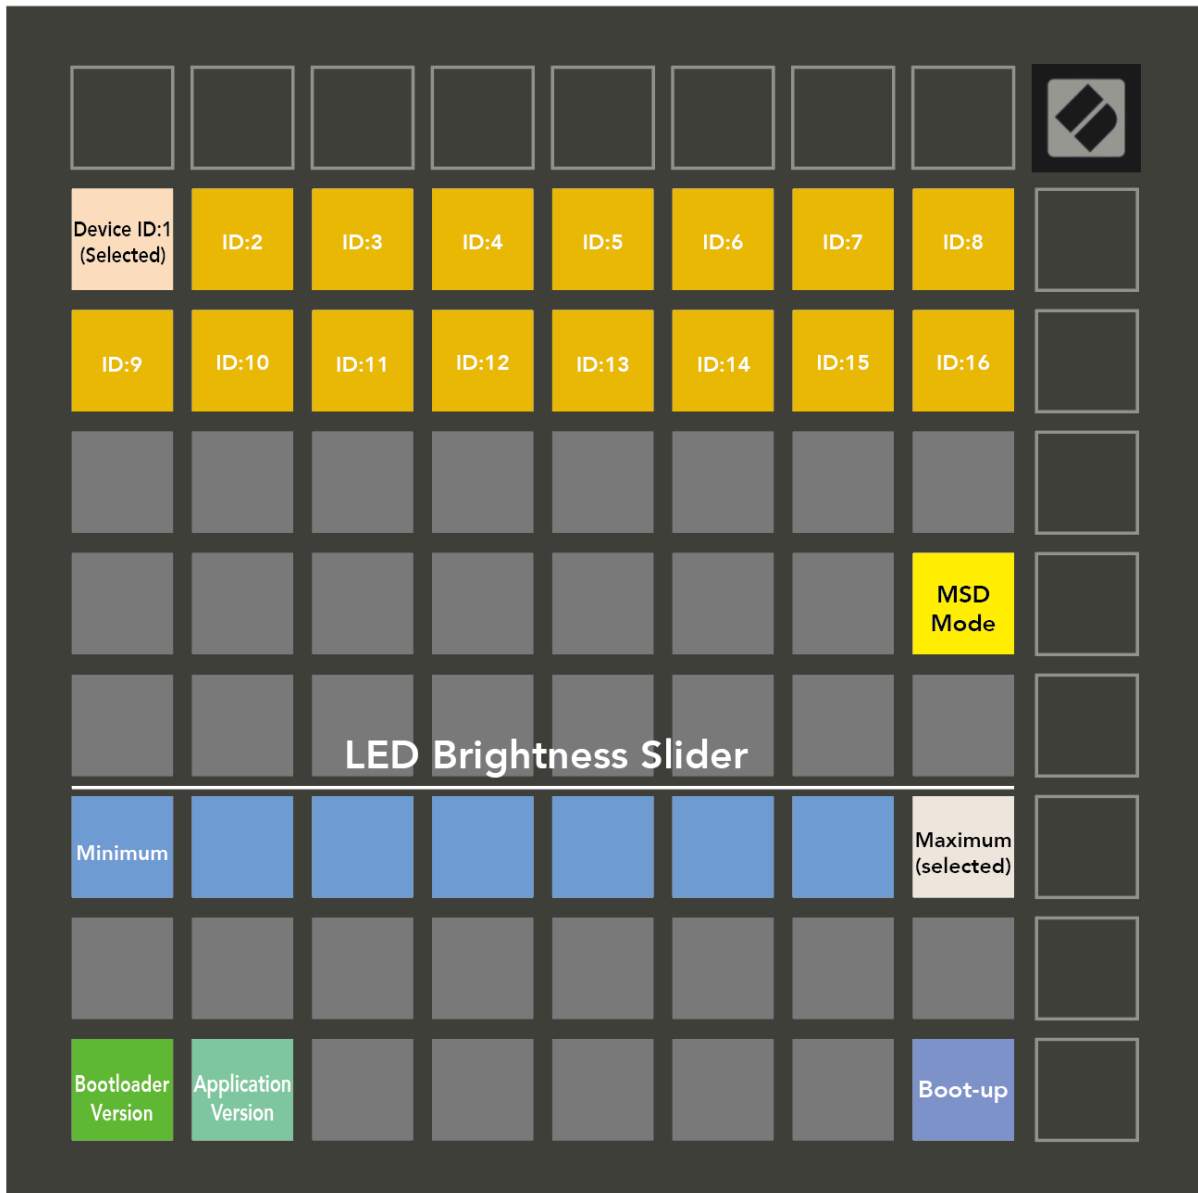 Device ID:1
(Selected)
ID:2
ID:3
ID:4
ID:5
ID:6
ID:7
ID:8
ID:9
ID:10
ID:11
ID:12
ID:13
ID:14
ID:15
ID:16
MSD
Mode
LED Brightness Slider
Minimum
Maximum
(selected)
Bootloader
Version
Application
Version
Boot-up